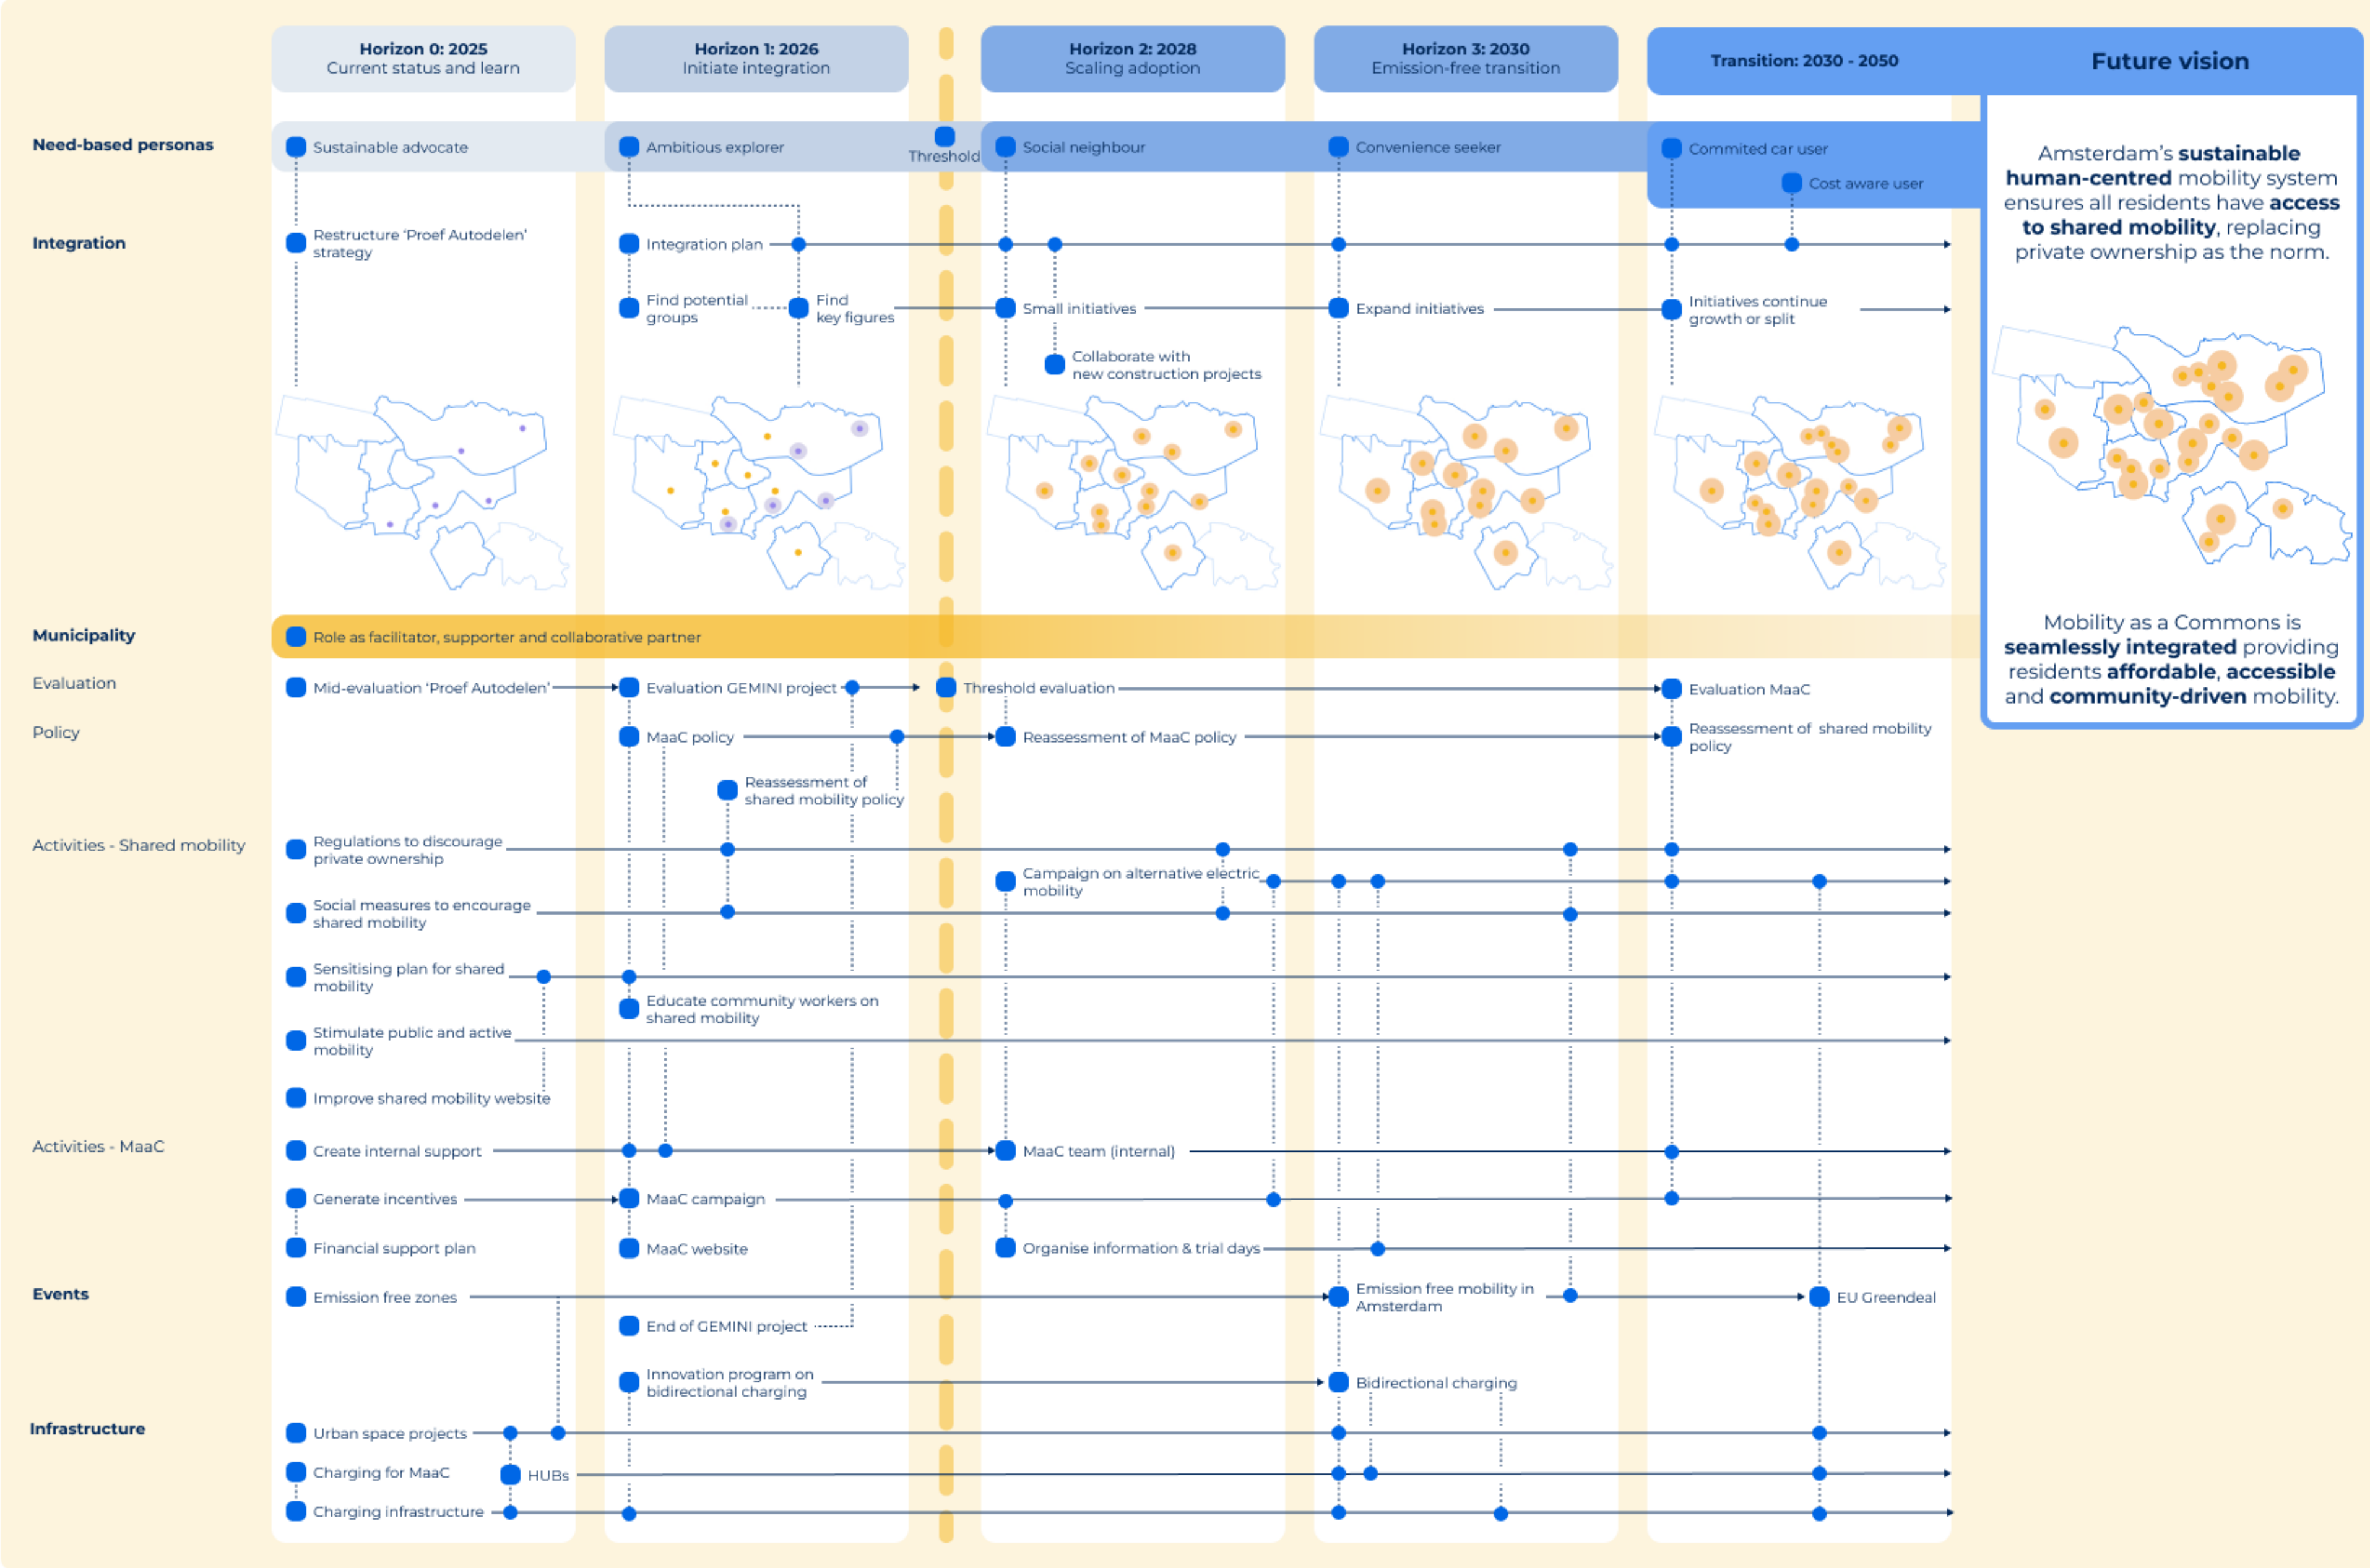 Horizon 0: 2025
Current status and learn
Horizon 1: 2026
Initiate integration
Horizon 2: 2028
Scaling adoption
Horizon 3: 2030
Emission-free transition
Transition: 2030 - 2050
Future vision
Need-based personas
Sustainable advocate
Ambitious explorer
Threshold
Social neighbour
Convenience seeker
Commited car user
Cost aware user
Integration
Restructure ‘Proef Autodelen’
strategy
Integration plan
Find potential
groups
Find
key figures
Small initiatives
Expand initiatives
Initiatives continue
growth or split
Collaborate with
new construction projects
Amsterdam’s sustainable
human-centred mobility system
ensures all residents have access
to shared mobility, replacing
private ownership as the norm.
Mobility as a Commons is
seamlessly integrated providing
residents affordable, accessible
and community-driven mobility.
Municipality
Role as facilitator, supporter and collaborative partner
Evaluation
Mid-evaluation ‘Proef Autodelen’
Evaluation GEMINI project
Threshold evaluation
Evaluation MaaC
Policy
MaaC policy
Reassessment of MaaC policy
Reassessment of shared mobility
policy
Reassessment of
shared mobility policy
Activities - Shared mobility
Regulations to discourage
private ownership
Campaign on alternative electric
mobility
Social measures to encourage
shared mobility
Sensitising plan for shared
mobility
Educate community workers on
shared mobility
Stimulate public and active
mobility
Improve shared mobility website
Activities - MaaC
Create internal support
MaaC team (internal)
Generate incentives
MaaC campaign
Financial support plan
MaaC website
Organise information & trial days
Events
Emission free zones
Emission free mobility in
Amsterdam
EU Greendeal
End of GEMINI project
Innovation program on
bidirectional charging
Bidirectional charging
Infrastructure
Urban space projects
Charging for MaaC
HUBs
Charging infrastructure